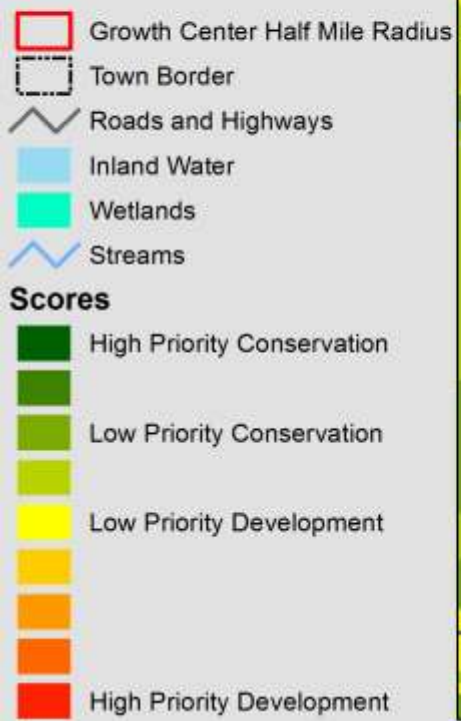 Growth Center Half Mile Radius
Town Border
Roads and Highways
Inland Water
Wetlands
Streams
Scores
High Priority Conservation
Low Priority Conservation
Low Priority Development
High Priority Development